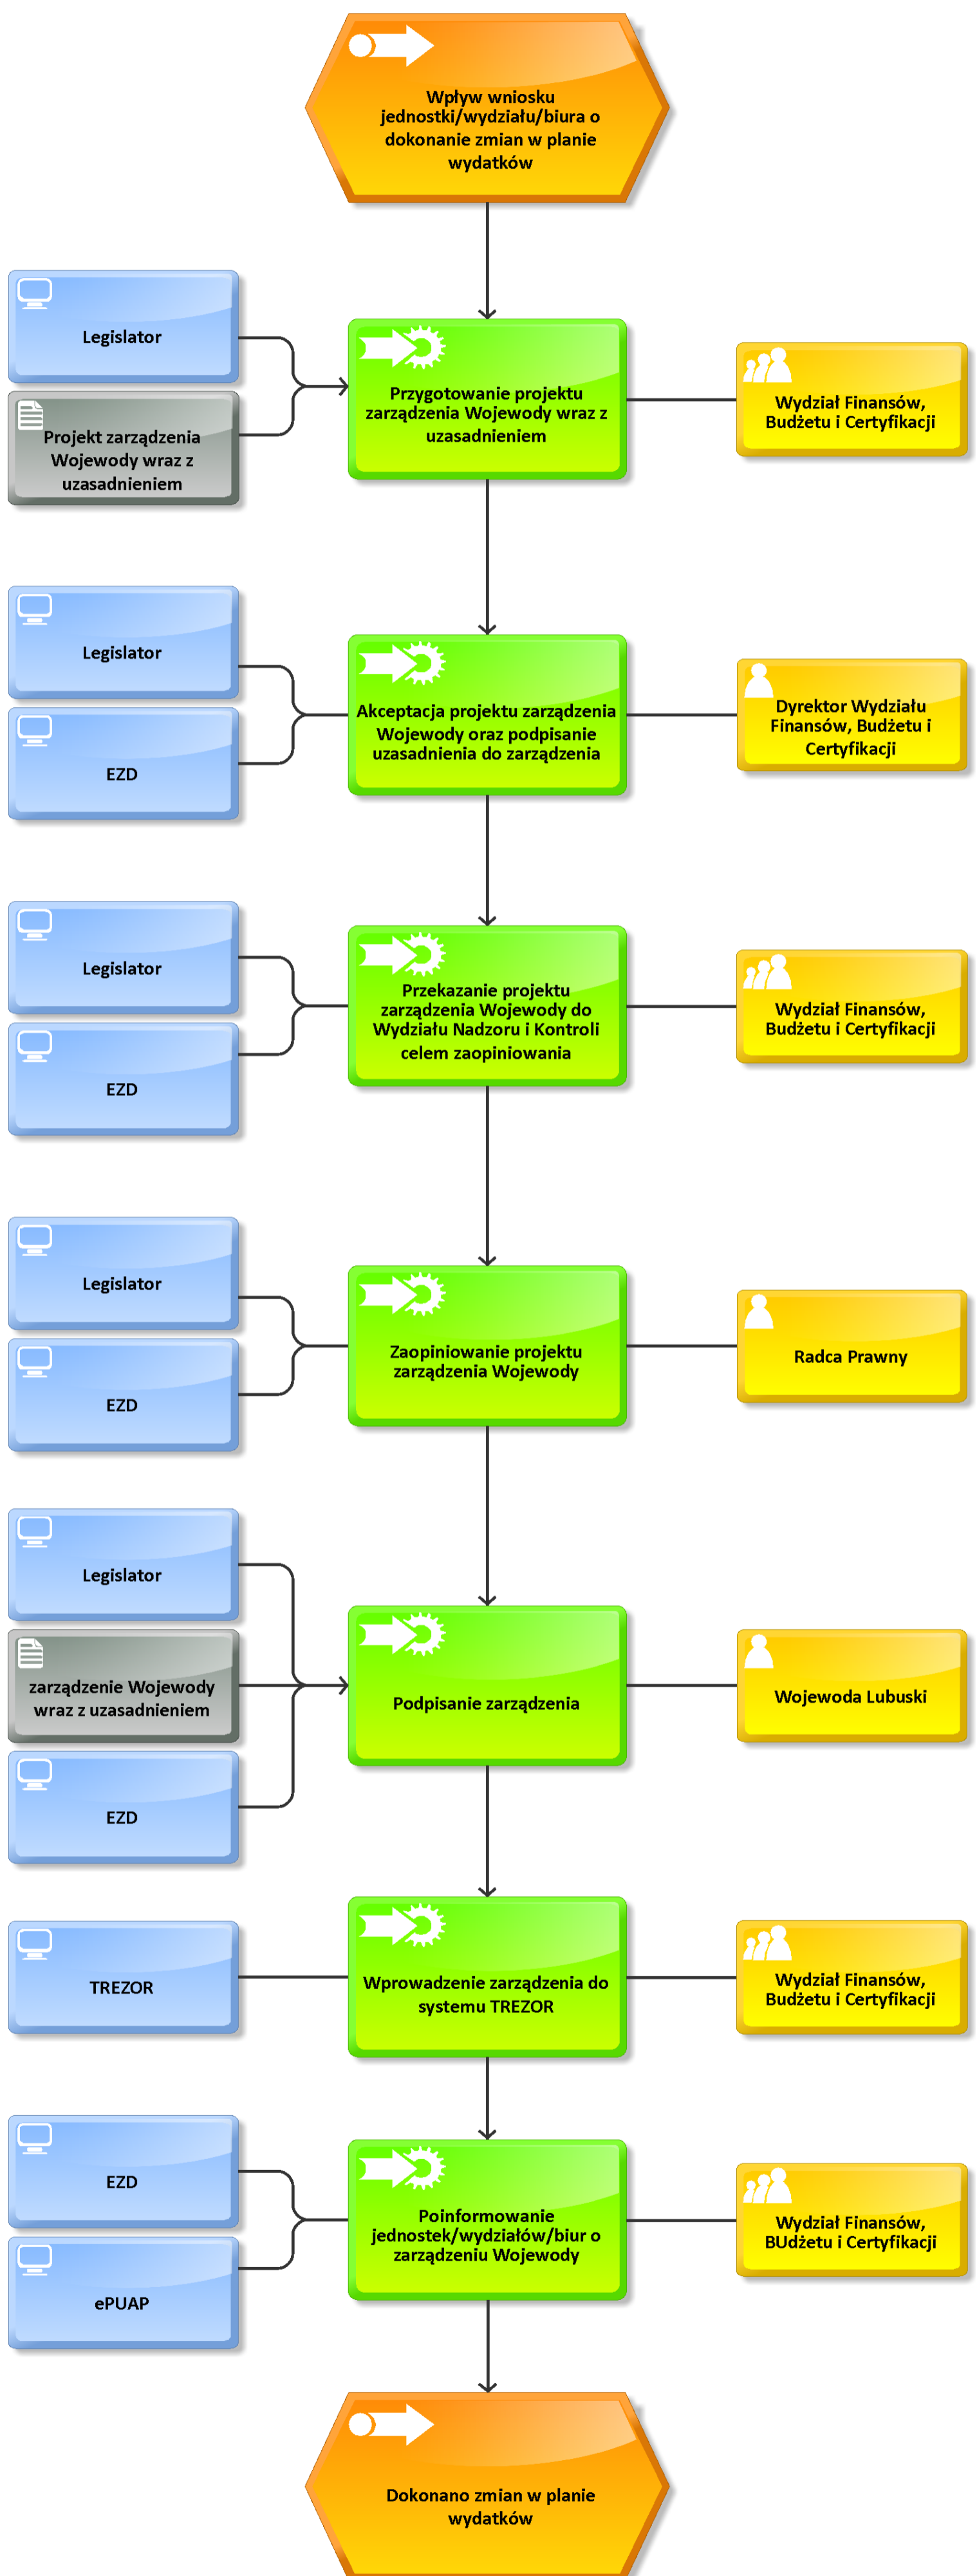 Wpływ wniosku
jednostki/wydziału/biura o
dokonanie zmian w planie
wydatków
Legislator
Projekt zarządzenia
Wojewody wraz z
uzasadnieniem
Przygotowanie projektu
zarządzenia Wojewody wraz z
uzasadnieniem
Wydział Finansów,
Budżetu i Certyfikacji
Legislator
EZD
Akceptacja projektu zarządzenia
Wojewody oraz podpisanie
uzasadnienia do zarządzenia
Dyrektor Wydziału
Finansów, Budżetu i
Certyfikacji
Legislator
EZD
Przekazanie projektu
zarządzenia Wojewody do
Wydziału Nadzoru i Kontroli
celem zaopiniowania
Wydział Finansów,
Budżetu i Certyfikacji
Legislator
EZD
Zaopiniowanie projektu
zarządzenia Wojewody
Radca Prawny
Legislator
zarządzenie Wojewody
wraz z uzasadnieniem
EZD
Podpisanie zarządzenia
Wojewoda Lubuski
TREZOR
Wprowadzenie zarządzenia do
systemu TREZOR
Wydział Finansów,
Budżetu i Certyfikacji
EZD
ePUAP
Poinformowanie
jednostek/wydziałów/biur o
zarządzeniu Wojewody
Wydział Finansów,
BUdżetu i Certyfikacji
Dokonano zmian w planie
wydatków